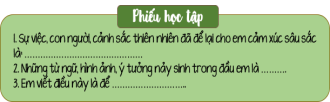 Phiếu học tập
1. Sự việc, con người, cảnh sắc thiên nhiên đã để lại cho em cảm xúc sâu sắc
là: ........................................
2. Những từ ngữ, hình ảnh, ý tưởng nảy sinh trong đầu em là ..........
3. Em viết điều này là để ..........................